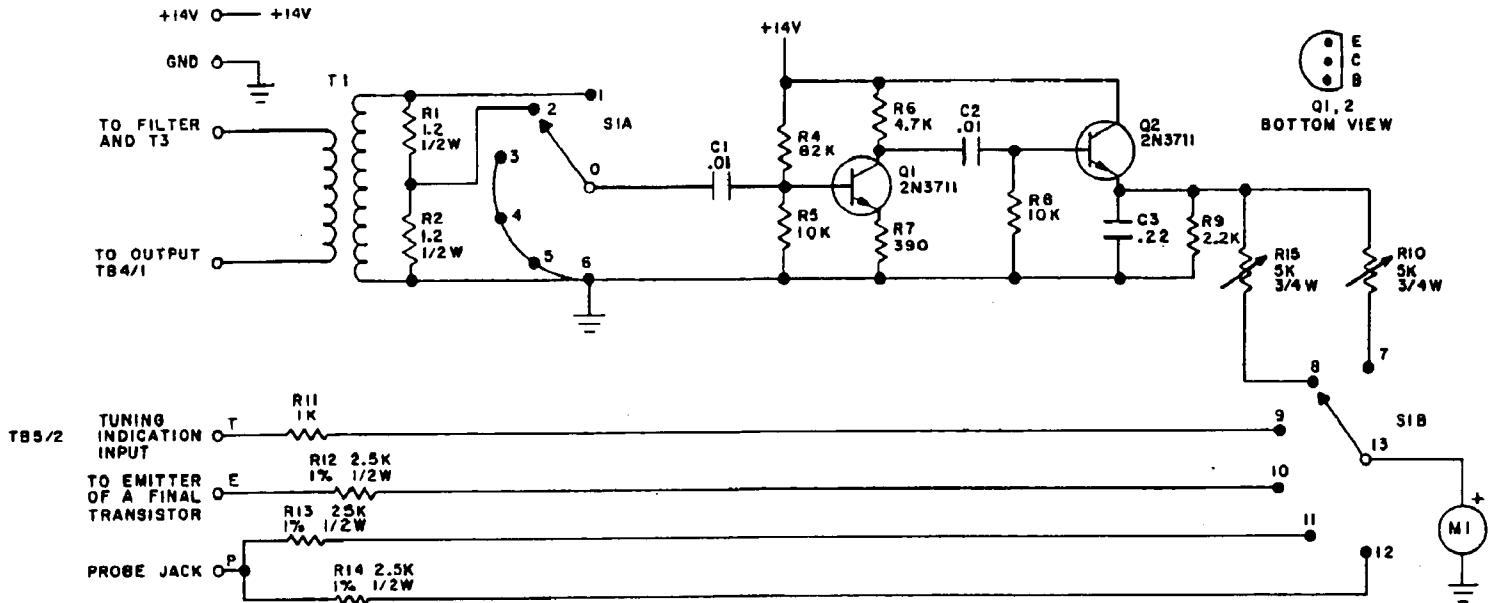 +14V +14V
GND
T1
TO FILTER
AND T3
TO OUTPUT
TB4/1
R1
1.2
1/2W
R2
1.2
1/2W
1
2
3
4
5
6
0
S1A
C1
.01
+14V
R4
82K
R5
10K
R6
4.7K
Q1
2N3711
R7
390
C2
.01
R8
10K
Q2
2N3711
C3
.22
R9
2.2K
R15
5K
3/4W
R10
5K
3/4W
E
C
B
Q1,2
BOTTOM VIEW
7
8
9
10
11
12
13
S1B
+
M1
TB5/2
TUNING
INDICATION
INPUT
T
R11
1K
TO EMITTER
OF A FINAL
TRANSISTOR
E
R12 2.5K
1% 1/2W
R13 25K
1% 1/2W
PROBE JACK
P
R14 2.5K
1% 1/2W